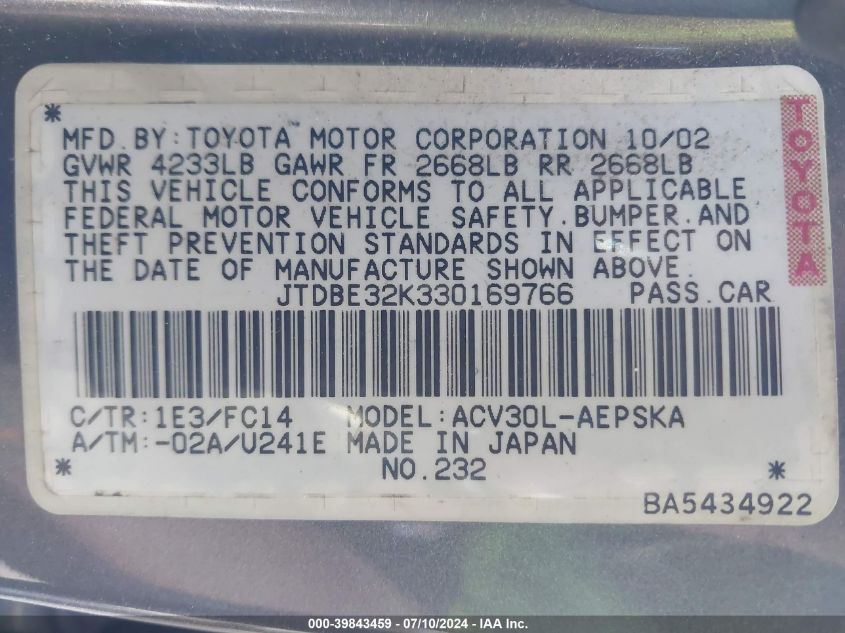 *
MFD.BY:TOYOTA MOTOR CORPORATION 10/02
GVWR 4233LB GAWR FR 2668LB RR 2668LB
THIS VEHICLE CONFORMS TO ALL APPLICABLE
FEDERAL MOTOR VEHICLE SAFETY.BUMPER.AND
THEFT PREVENTION STANDARDS IN EFFECT ON
THE DATE OF MANUFACTURE SHOWN ABOVE.
JTDBE32K330169766 PASS.CAR
TOYOTA
C/TR:1E3/FC14 MODEL:ACV30L-AEPSKA
A/TM:-02A/U241E MADE IN JAPAN
* NO.232 *
BA5434922
000-39843459 - 07/10/2024 - IAA Inc.